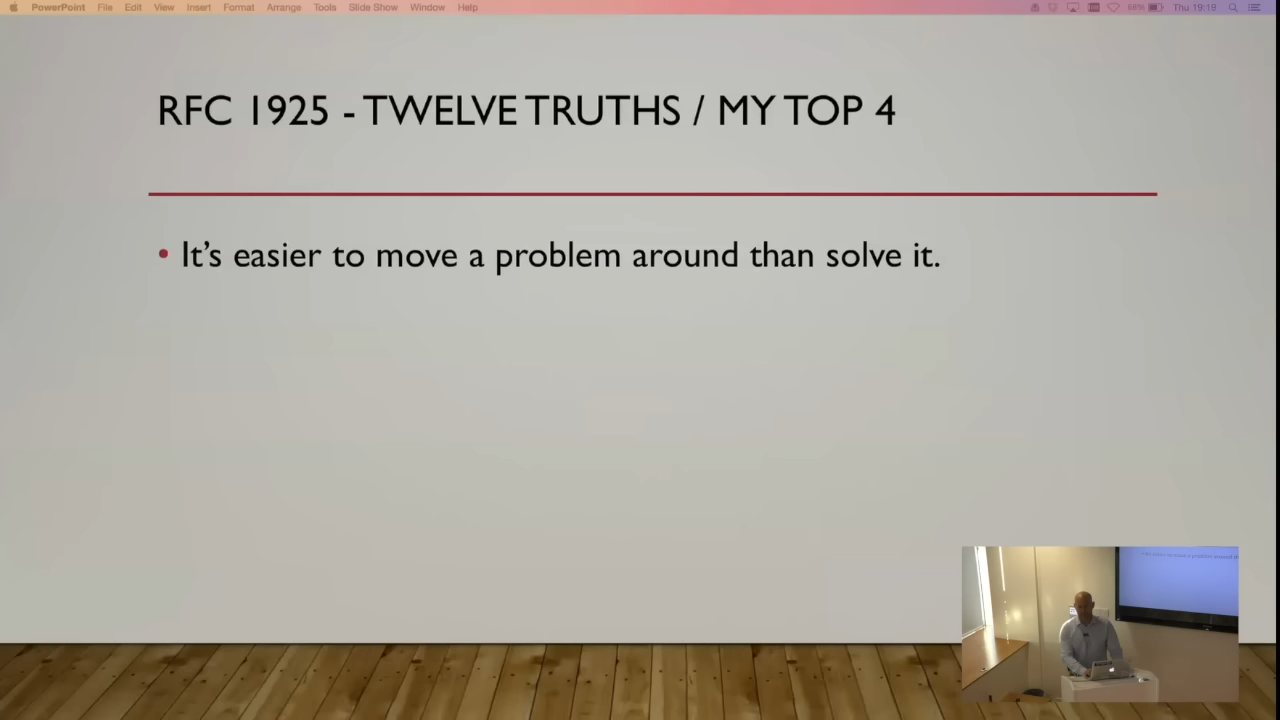 PowerPoint File Edit View Insert Format Arrange Tools Slide Show Window Help 68% Thu 19:19
RFC 1925 - TWELVE TRUTHS / MY TOP 4
• It’s easier to move a problem around than solve it.